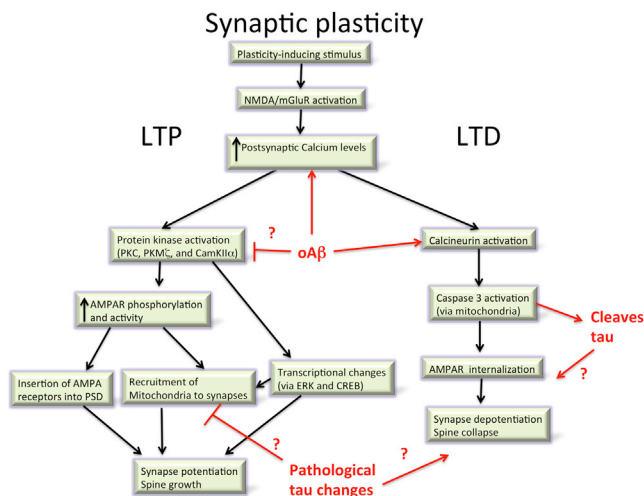 Synaptic plasticity
Plasticity-inducing stimulus
NMDA/mGluR activation
LTP
LTD
Postsynaptic Calcium levels
?
Protein kinase activation
(PKC, PKMζ, and CamKIIα)
oAβ
Calcineurin activation
AMPAR phosphorylation
and activity
Caspase 3 activation
(via mitochondria)
Cleaves
tau
Insertion of AMPA
receptors into PSD
Recruitment of
Mitochondria to synapses
Transcriptional changes
(via ERK and CREB)
AMPAR internalization
?
Synapse depotentiation
Spine collapse
?
?
Synapse potentiation
Spine growth
Pathological
tau changes